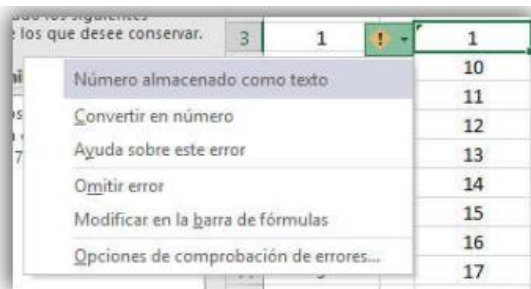 los que desee conservar.
3 1 1
10
Número almacenado como texto
11
Convertir en número
12
Ayuda sobre este error
13
Omitir error
14
Modificar en la barra de fórmulas
15
Opciones de comprobación de errores...
16
17